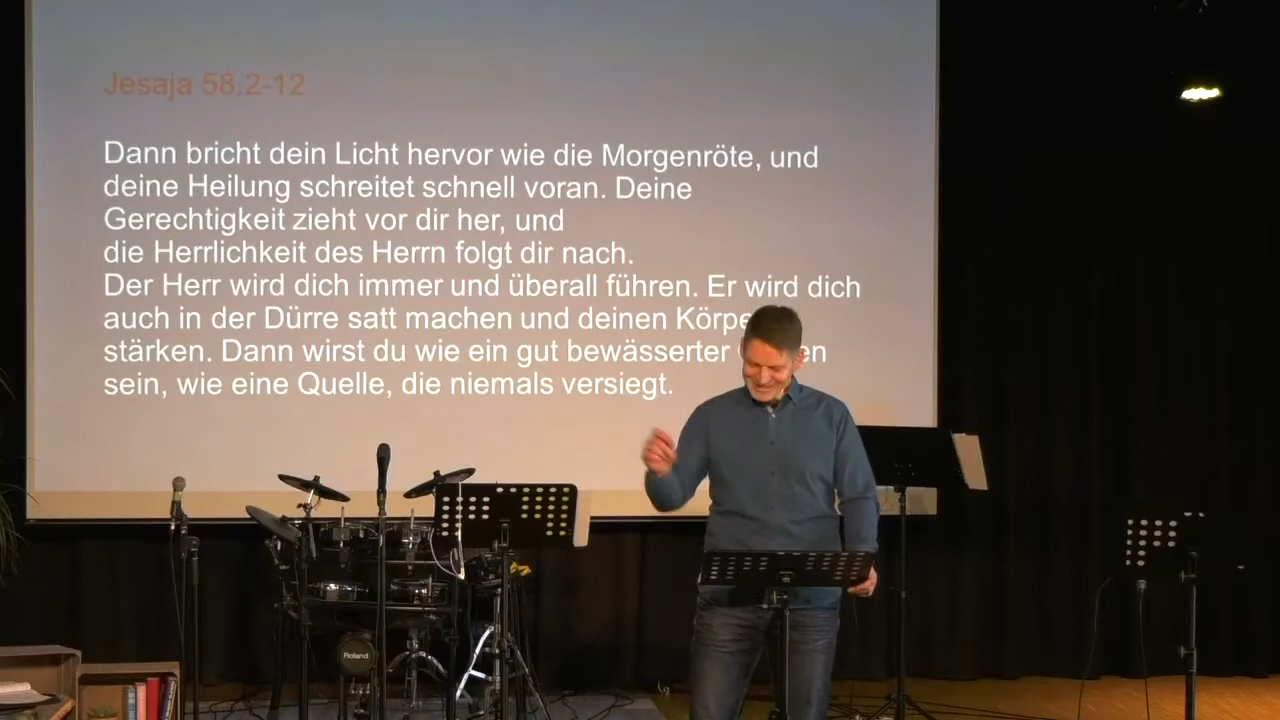 Jesaja 58.2-12
Dann bricht dein Licht hervor wie die Morgenröte, und
deine Heilung schreitet schnell voran. Deine
Gerechtigkeit zieht vor dir her, und
die Herrlichkeit des Herrn folgt dir nach.
Der Herr wird dich immer und überall führen. Er wird dich
auch in der Dürre satt machen und deinen
stärken. Dann wirst du wie ein gut bewässerter
sein, wie eine Quelle, die niemals versiegt.
Roland